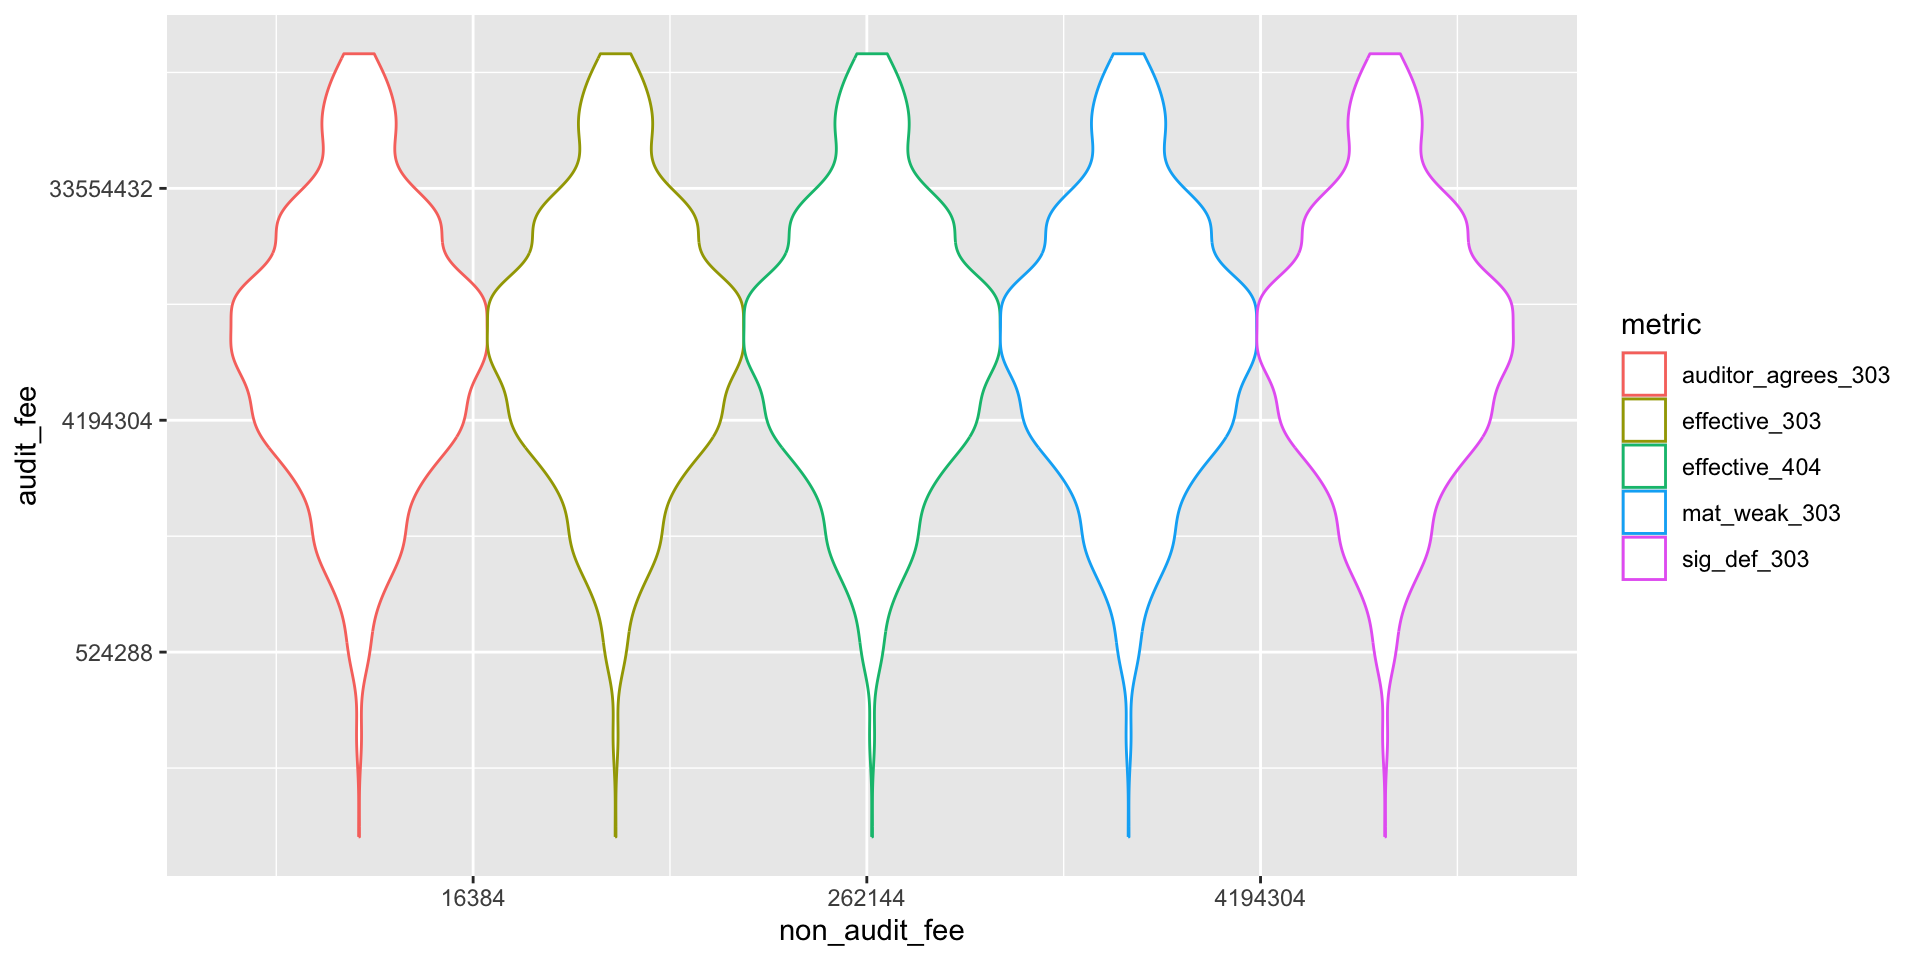 audit_fee
33554432
4194304
524288
16384
262144
4194304
non_audit_fee
metric
auditor_agrees_303
effective_303
effective_404
mat_weak_303
sig_def_303